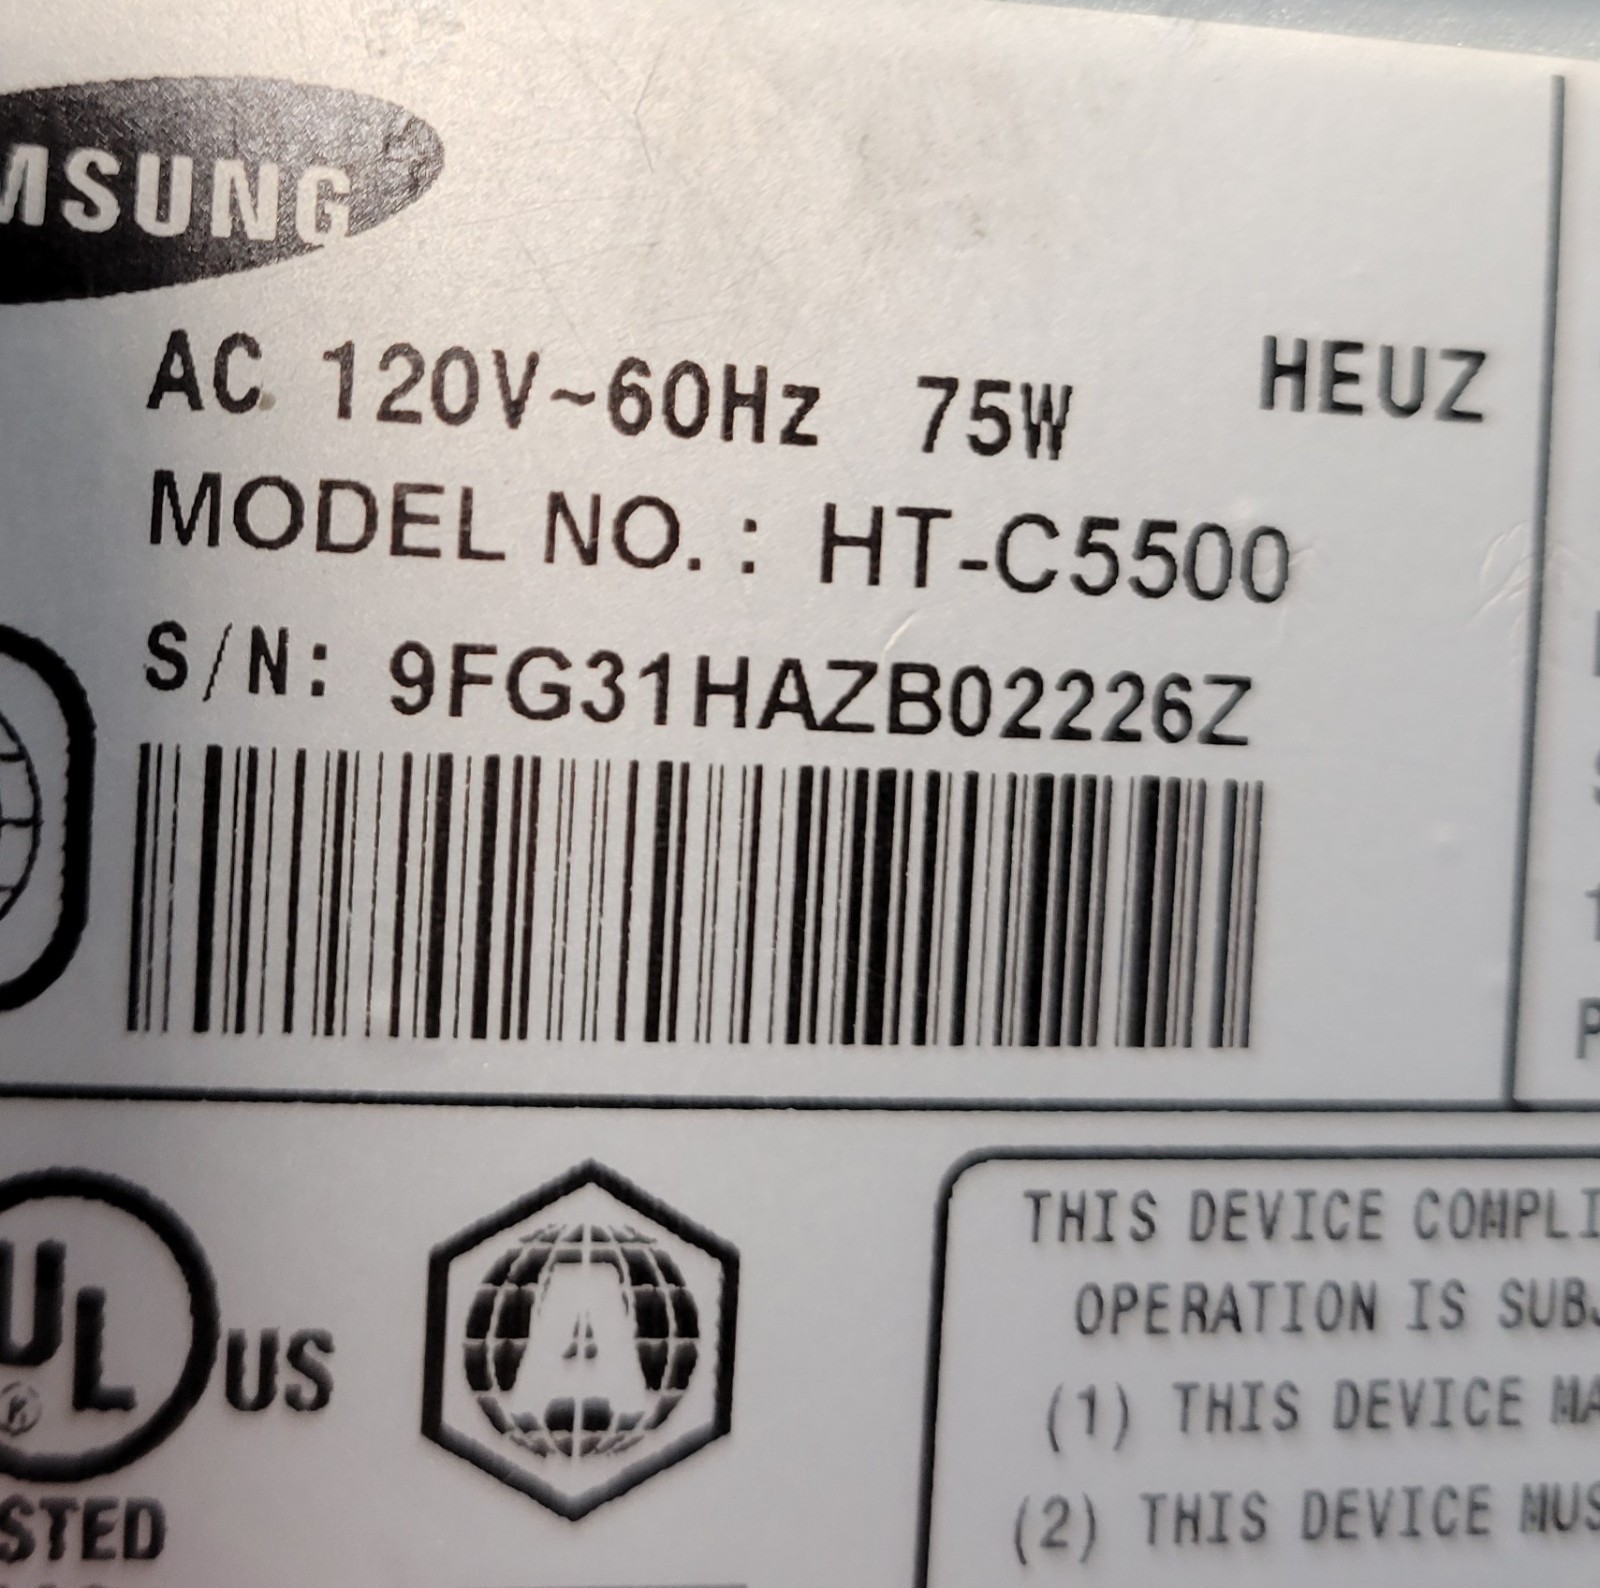 MSUNG
AC 120V~60Hz 75W HEUZ
MODEL NO. : HT-C5500
S/N: 9FG31HAZB02226Z
P
UL US
®
STED
A
THIS DEVICE COMPLI
OPERATION IS SUBJ
(1) THIS DEVICE MA
(2) THIS DEVICE MUS